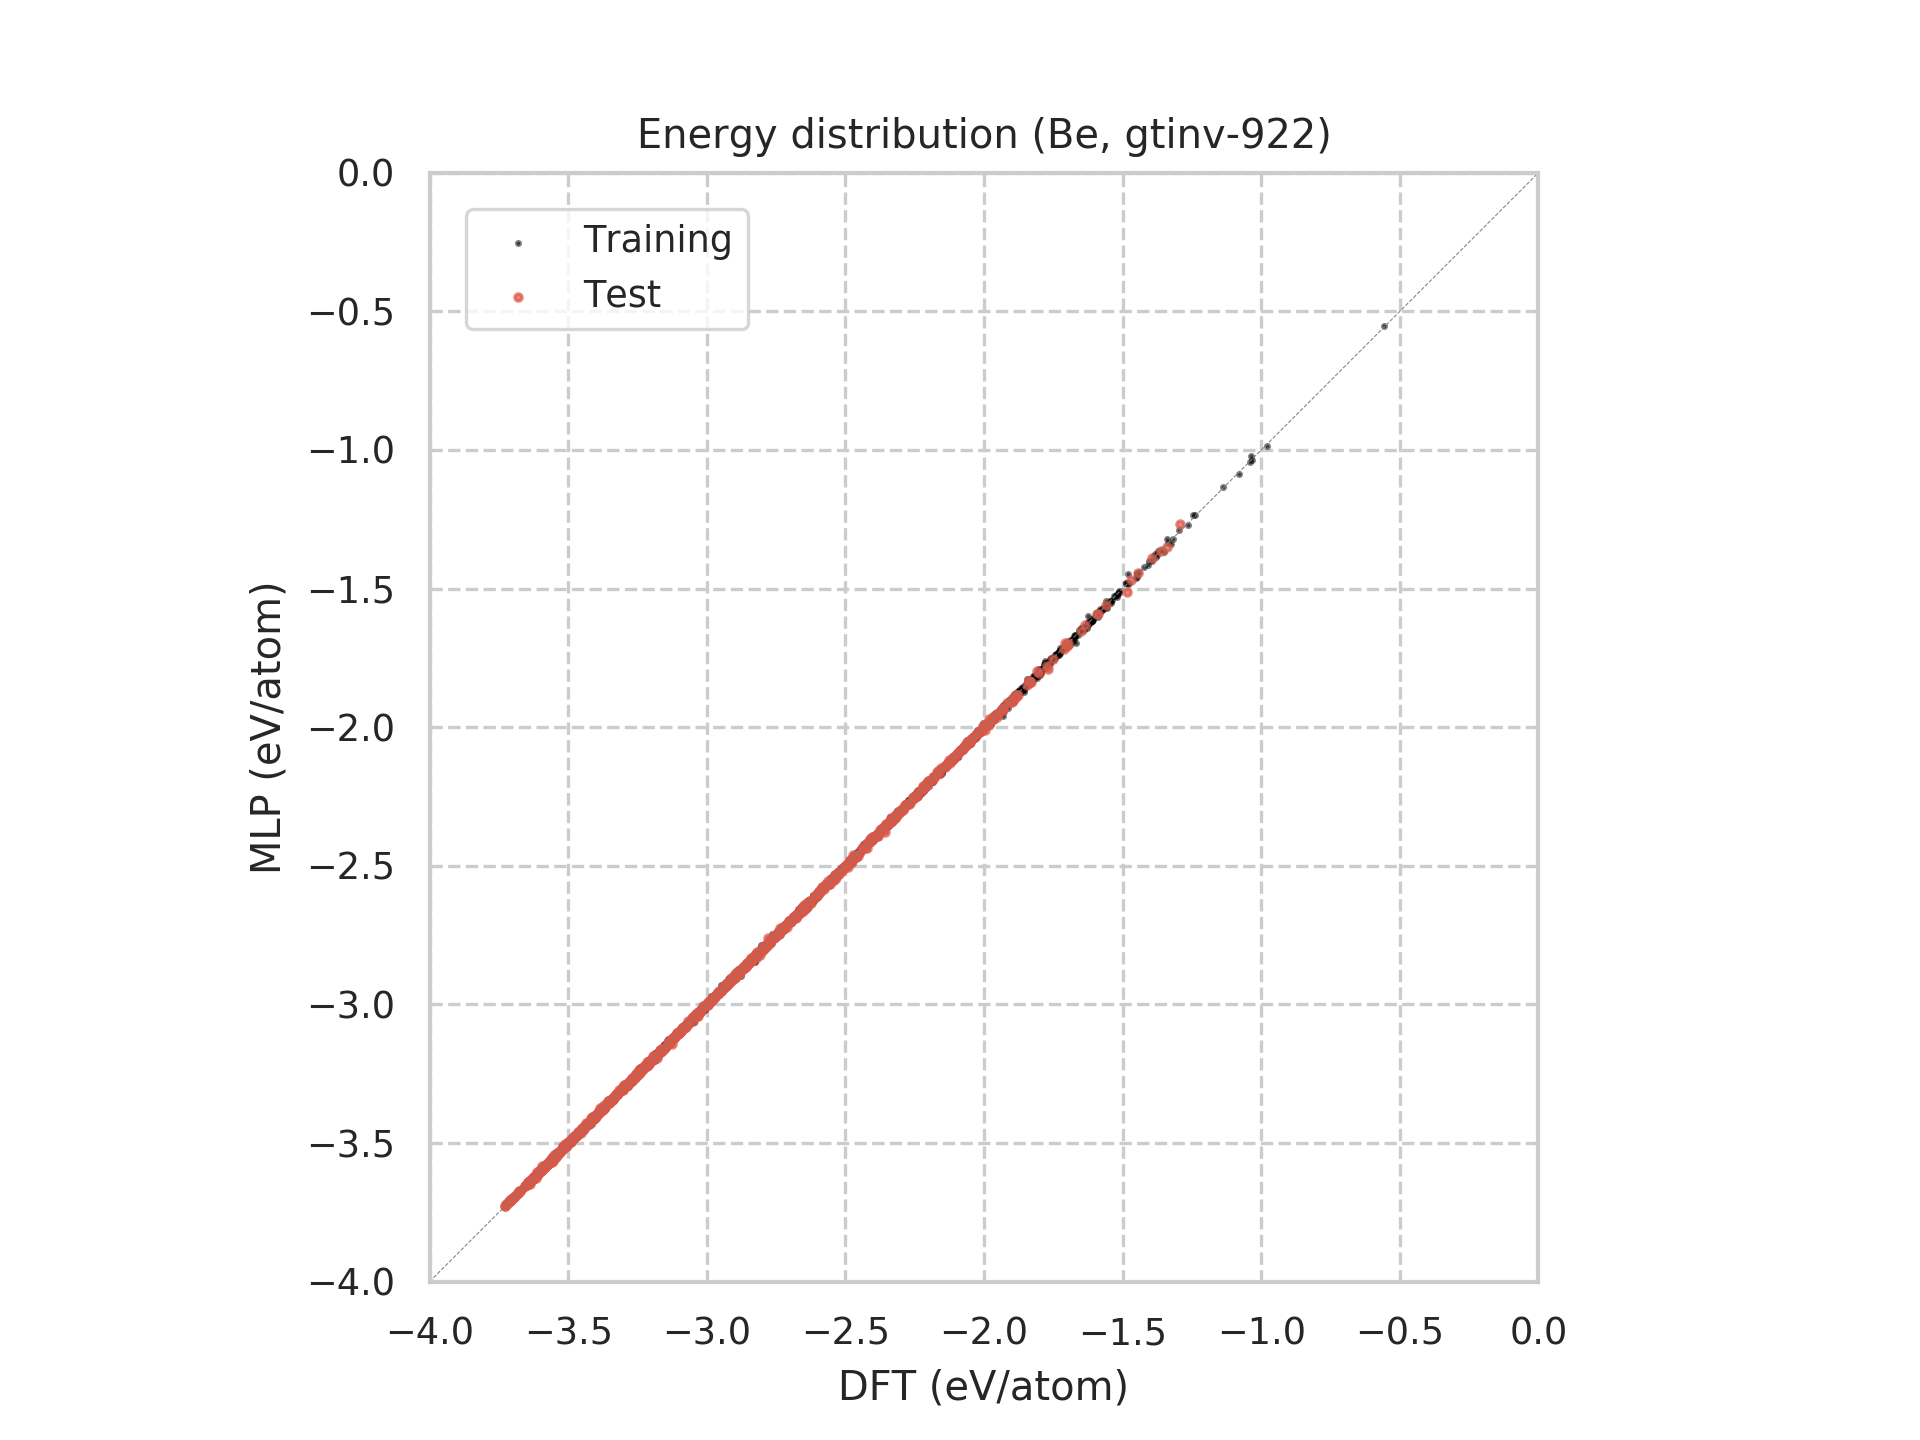 Energy distribution (Be, gtinv-922)
0.0
−0.5
−1.0
−1.5
−2.0
−2.5
−3.0
−3.5
−4.0
MLP (eV/atom)
Training
Test
−4.0 −3.5 −3.0 −2.5 −2.0 −1.5 −1.0 −0.5 0.0
DFT (eV/atom)